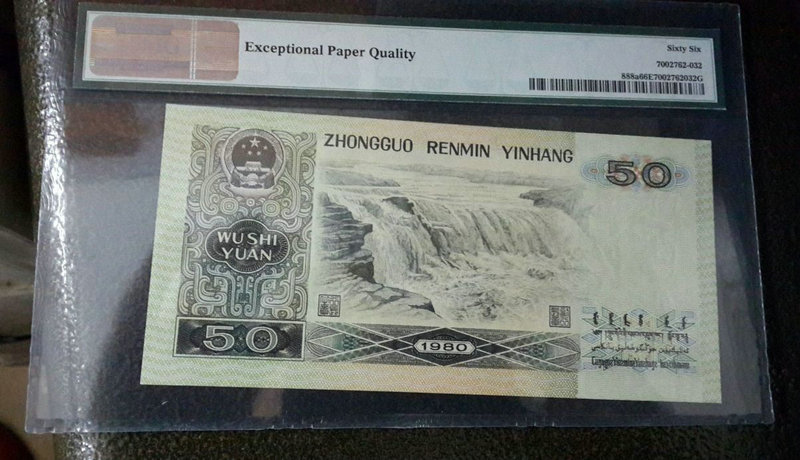 Exceptional Paper Quality
Sixty Six
7002762-032
888a66E7002762032G
ZHONGGUO RENMIN YINHANG
50
WU SHI
YUAN
50
1980